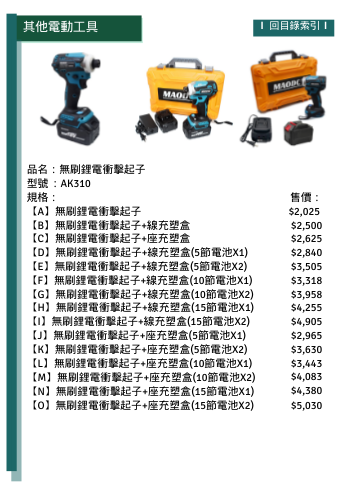 其他電動工具
I 回目錄索引 I
品名：無刷鋰電衝擊起子
型號：AK310
規格： 售價：
【A】無刷鋰電衝擊起子 $2,025
【B】無刷鋰電衝擊起子+線充塑盒 $2,500
【C】無刷鋰電衝擊起子+座充塑盒 $2,625
【D】無刷鋰電衝擊起子+線充塑盒(5節電池X1) $2,840
【E】無刷鋰電衝擊起子+線充塑盒(5節電池X2) $3,505
【F】無刷鋰電衝擊起子+線充塑盒(10節電池X1) $3,318
【G】無刷鋰電衝擊起子+線充塑盒(10節電池X2) $3,958
【H】無刷鋰電衝擊起子+線充塑盒(15節電池X1) $4,255
【I】無刷鋰電衝擊起子+線充塑盒(15節電池X2) $4,905
【J】無刷鋰電衝擊起子+座充塑盒(5節電池X1) $2,965
【K】無刷鋰電衝擊起子+座充塑盒(5節電池X2) $3,630
【L】無刷鋰電衝擊起子+座充塑盒(10節電池X1) $3,443
【M】無刷鋰電衝擊起子+座充塑盒(10節電池X2) $4,083
【N】無刷鋰電衝擊起子+座充塑盒(15節電池X1) $4,380
【O】無刷鋰電衝擊起子+座充塑盒(15節電池X2) $5,030